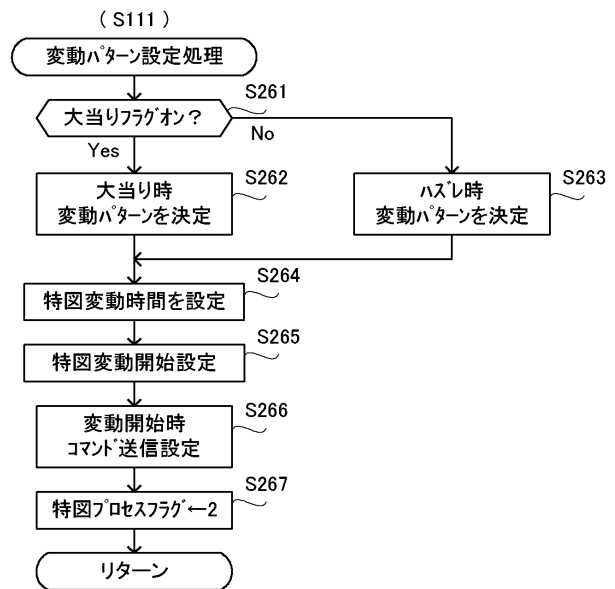 (S111)
変動ﾊﾟﾀｰﾝ設定処理
S261
大当りﾌﾗｸﾞｵﾝ？
No
Yes
S262
大当り時
変動ﾊﾟﾀｰﾝを決定
S263
ﾊｽﾞﾚ時
変動ﾊﾟﾀｰﾝを決定
S264
特図変動時間を設定
S265
特図変動開始設定
S266
変動開始時
ｺﾏﾝﾄﾞ送信設定
S267
特図ﾌﾟﾛｾｽﾌﾗｸﾞ←2
リターン